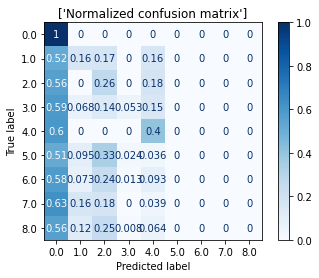 ['Normalized confusion matrix']
0.0 1 0 0 0 0 0 0 0 0 1.0
1.0 0.52 0.16 0.17 0 0.16 0 0 0 0
2.0 0.56 0 0.26 0 0.18 0 0 0 0 0.8
3.0 0.59 0.068 0.14 0.053 0.15 0 0 0 0 0.6
4.0 0.6 0 0 0 0.4 0 0 0 0
5.0 0.51 0.095 0.33 0.024 0.036 0 0 0 0 0.4
6.0 0.58 0.073 0.24 0.013 0.093 0 0 0 0
7.0 0.63 0.16 0.18 0 0.039 0 0 0 0 0.2
8.0 0.56 0.12 0.25 0.008 0.064 0 0 0 0 0.0
0.0 1.0 2.0 3.0 4.0 5.0 6.0 7.0 8.0
True label
Predicted label